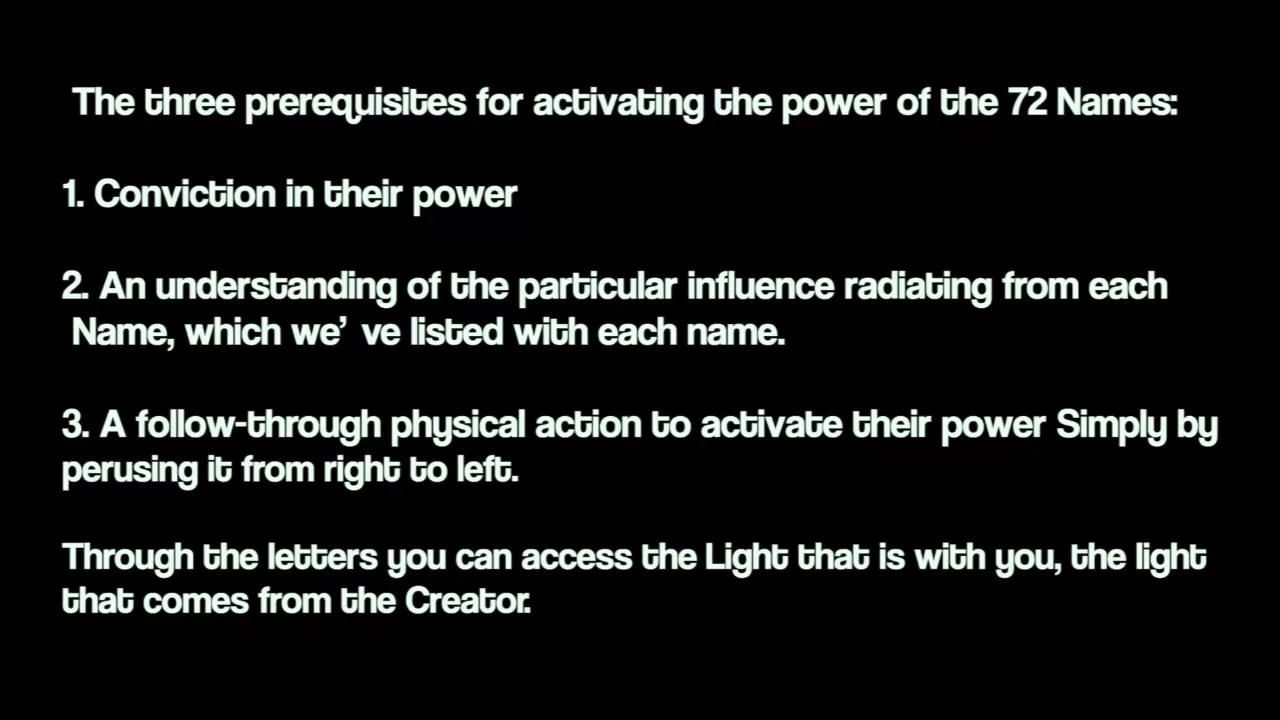 The three prerequisites for activating the power of the 72 Names:
1. Conviction in their power
2. An understanding of the particular influence radiating from each
Name, which we’ ve listed with each name.
3. A follow-through physical action to activate their power Simply by
perusing it from right to left.
Through the letters you can access the Light that is with you, the light
that comes from the Creator.